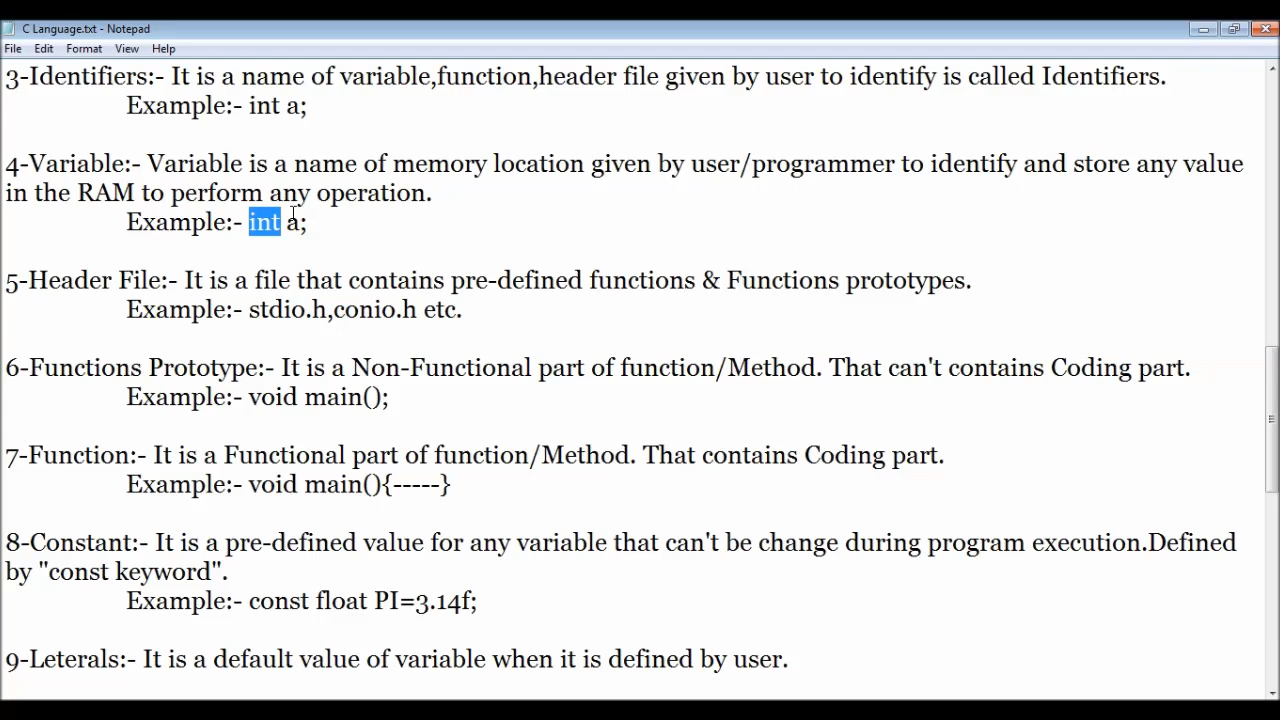 C Language.txt - Notepad
File Edit Format View Help
3-Identifiers:- It is a name of variable,function,header file given by user to identify is called Identifiers.
Example:- int a;
4-Variable:- Variable is a name of memory location given by user/programmer to identify and store any value
in the RAM to perform any operation.
Example:- int a;
5-Header File:- It is a file that contains pre-defined functions & Functions prototypes.
Example:- stdio.h,conio.h etc.
6-Functions Prototype:- It is a Non-Functional part of function/Method. That can't contains Coding part.
Example:- void main();
7-Function:- It is a Functional part of function/Method. That contains Coding part.
Example:- void main(){-----}
8-Constant:- It is a pre-defined value for any variable that can't be change during program execution.Defined
by "const keyword".
Example:- const float PI=3.14f;
9-Leterals:- It is a default value of variable when it is defined by user.